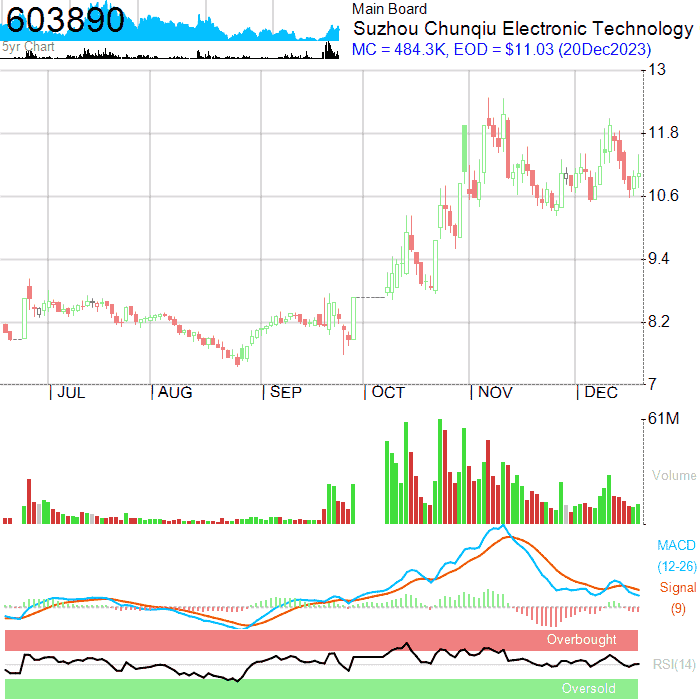 603890
5yr Chart
Main Board
Suzhou Chunqiu Electronic Technology
MC = 484.3K, EOD = $11.03 (20Dec2023)
13
11.8
10.6
9.4
8.2
7
JUL AUG SEP OCT NOV DEC
61M
Volume
MACD
(12-26)
Signal
(9)
Overbought
RSI(14)
Oversold